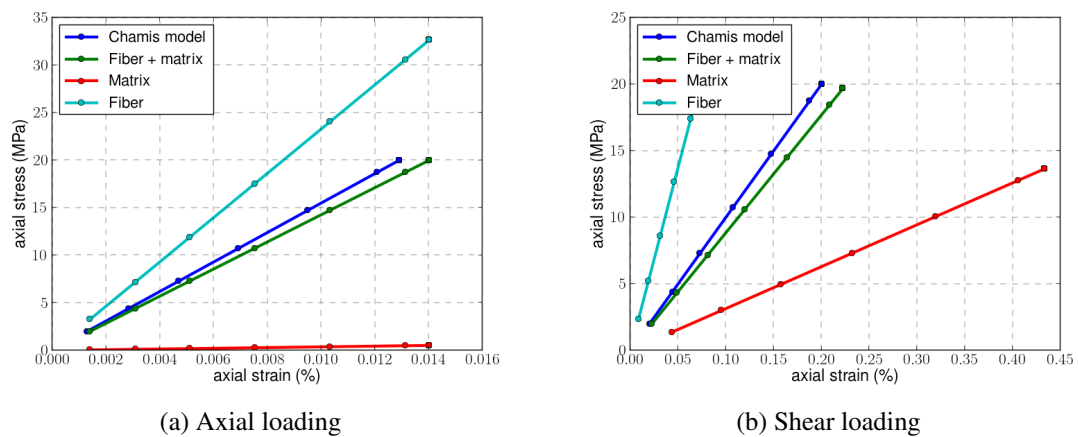 35
30
25
20
15
10
5
0
axial stress (MPa)
Chamis model
Fiber + matrix
Matrix
Fiber
0.000 0.002 0.004 0.006 0.008 0.010 0.012 0.014 0.016
axial strain (%)
(a) Axial loading
25
20
15
10
5
0
axial stress (MPa)
Chamis model
Fiber + matrix
Matrix
Fiber
0.00 0.05 0.10 0.15 0.20 0.25 0.30 0.35 0.40 0.45
axial strain (%)
(b) Shear loading